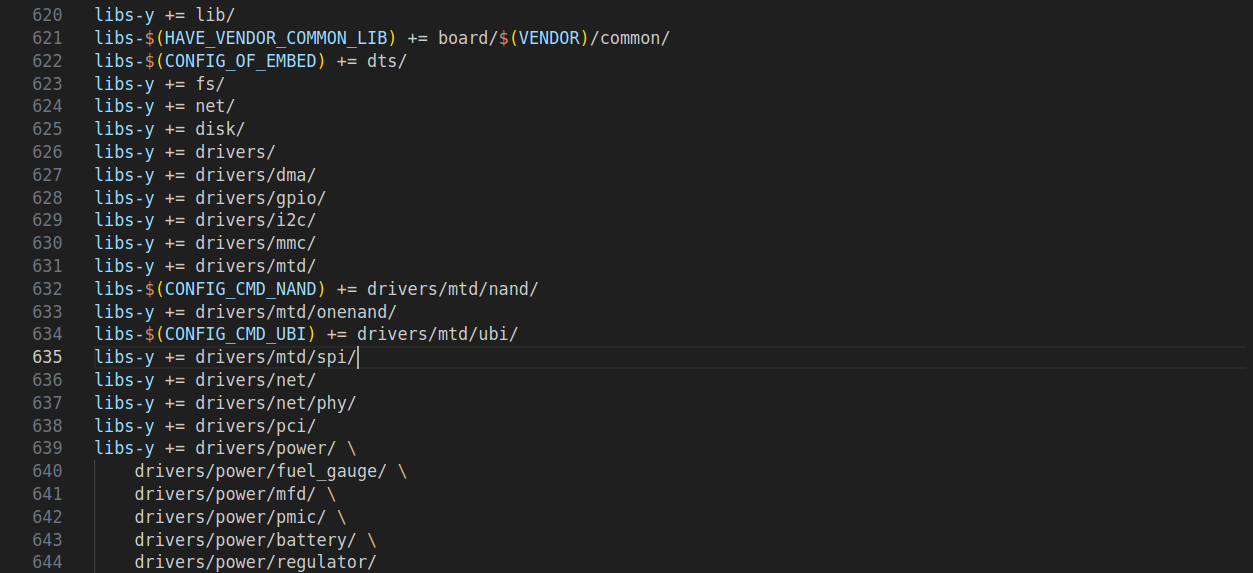 620 libs-y += lib/
621 libs-$(HAVE_VENDOR_COMMON_LIB) += board/$(VENDOR)/common/
622 libs-$(CONFIG_OF_EMBED) += dts/
623 libs-y += fs/
624 libs-y += net/
625 libs-y += disk/
626 libs-y += drivers/
627 libs-y += drivers/dma/
628 libs-y += drivers/gpio/
629 libs-y += drivers/i2c/
630 libs-y += drivers/mmc/
631 libs-y += drivers/mtd/
632 libs-$(CONFIG_CMD_NAND) += drivers/mtd/nand/
633 libs-y += drivers/mtd/onenand/
634 libs-$(CONFIG_CMD_UBI) += drivers/mtd/ubi/
635 libs-y += drivers/mtd/spi/
636 libs-y += drivers/net/
637 libs-y += drivers/net/phy/
638 libs-y += drivers/pci/
639 libs-y += drivers/power/ \
640 drivers/power/fuel_gauge/ \
641 drivers/power/mfd/ \
642 drivers/power/pmic/ \
643 drivers/power/battery/ \
644 drivers/power/regulator/